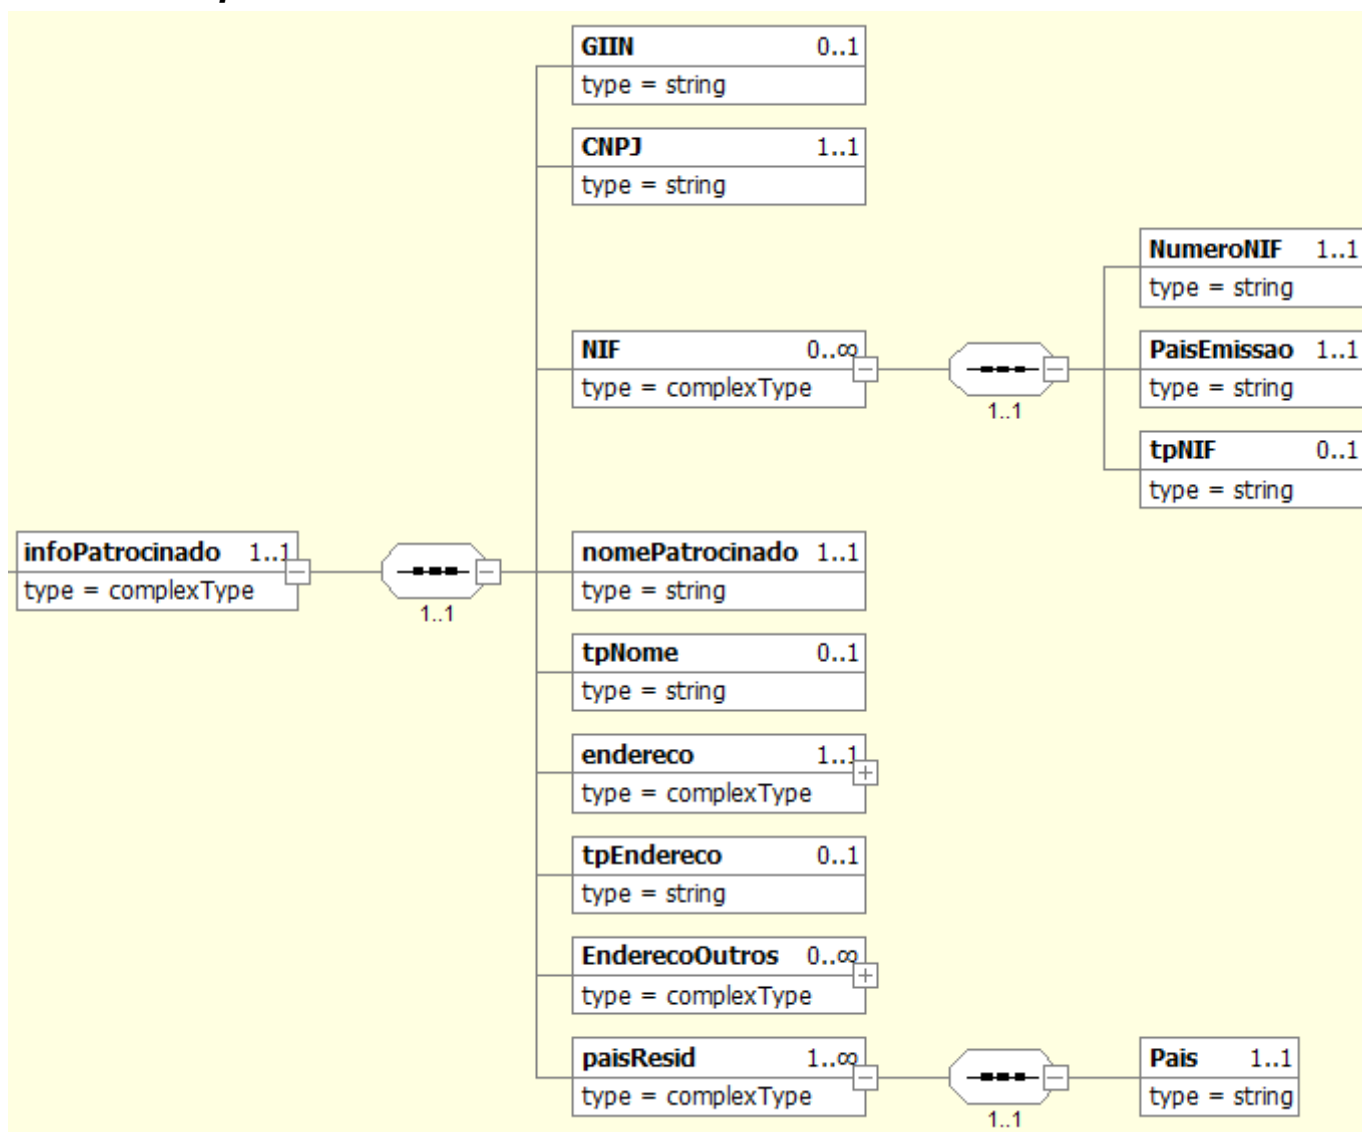 GIIN 0..1
type = string
CNPJ 1..1
type = string
NumeroNIF 1..1
type = string
NIF 0..∞
type = complexType
1..1
PaisEmissao 1..1
type = string
tpNIF 0..1
type = string
infoPatrocinado 1..1
type = complexType
1..1
nomePatrocinado 1..1
type = string
tpNome 0..1
type = string
endereco 1..1
type = complexType
tpEndereco 0..1
type = string
EnderecoOutros 0..∞
type = complexType
paisResid 1..∞
type = complexType
1..1
Pais 1..1
type = string